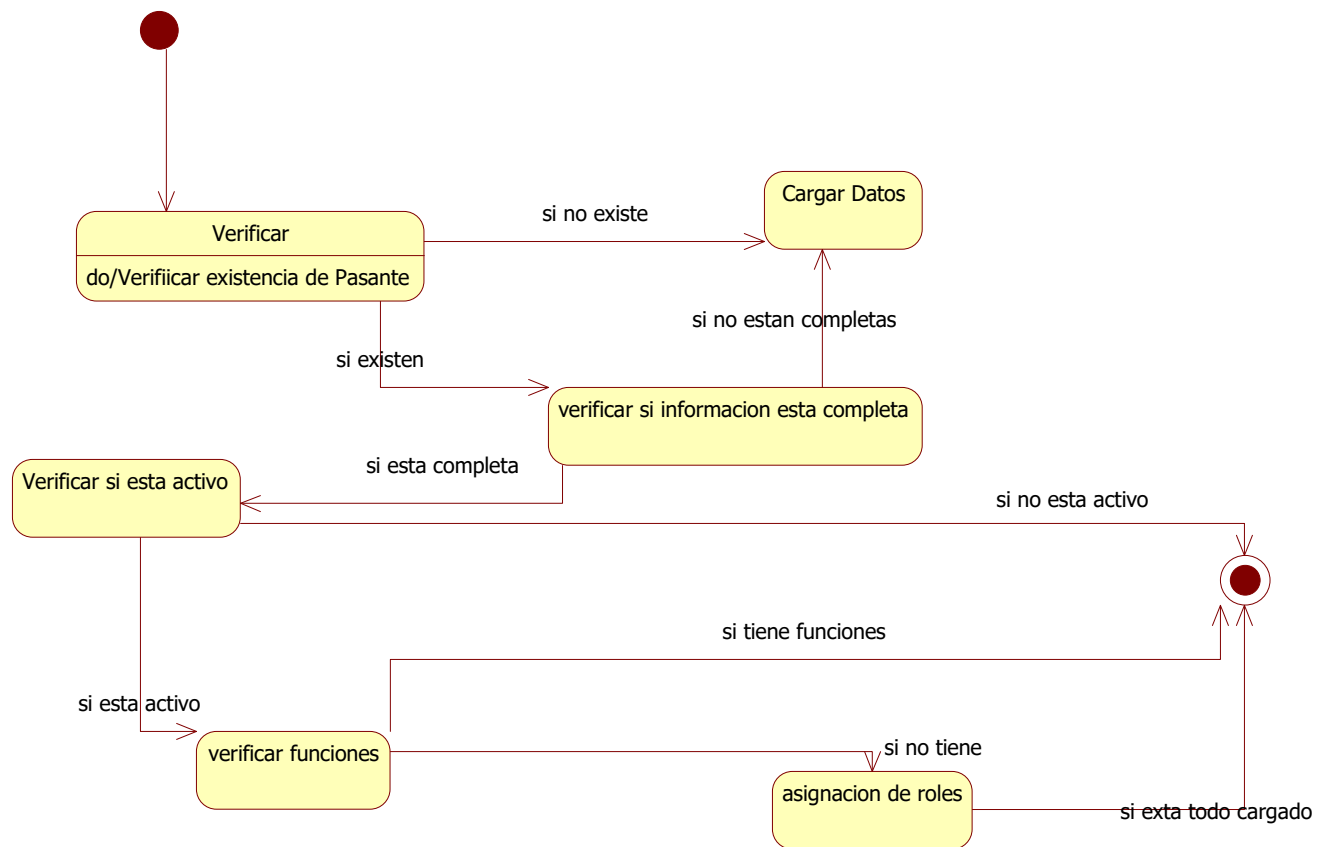 Cargar Datos
si no existe
Verificar
do/Verifiicar existencia de Pasante
si no estan completas
si existen
verificar si informacion esta completa
si esta completa
Verificar si esta activo
si no esta activo
si tiene funciones
si esta activo
verificar funciones
si no tiene
asignacion de roles
si exta todo cargado